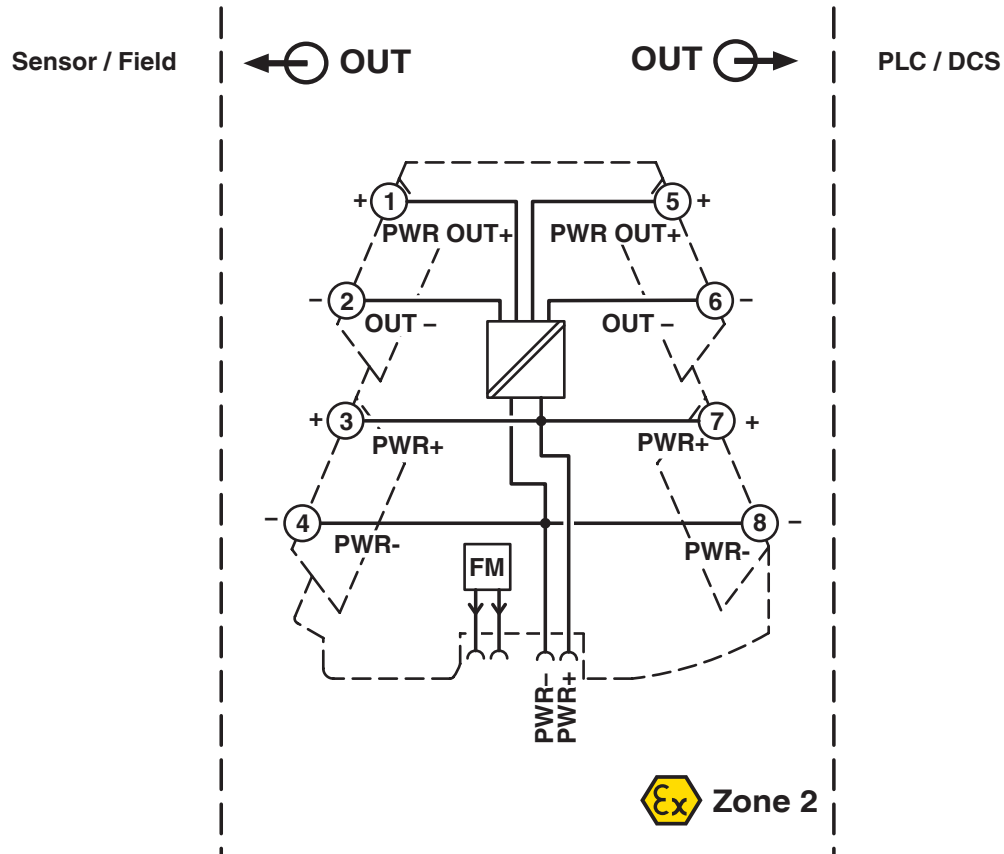 Sensor / Field
OUT
OUT
PLC / DCS
+ 1
5 +
PWR OUT+
PWR OUT+
– 2
6 –
OUT –
OUT –
+ 3
7 +
PWR+
PWR+
– 4
8 –
PWR-
PWR-
FM
PWR–
PWR+
Ex Zone 2